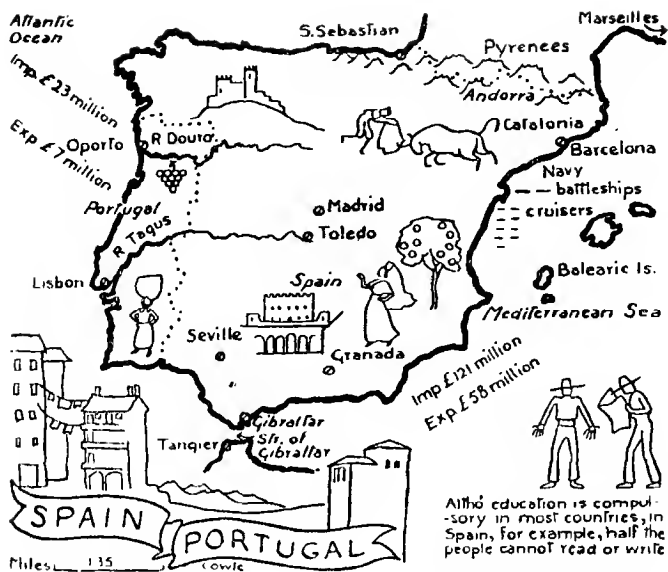 Atlantic
Ocean
Marseilles
S. Sebastian
Pyrenees
Andorra
Imp. £23 million
Exp £7 million
Oporto
R Douro
Catalonia
Barcelona
Navy
battleships
cruisers
Portugal
R Tagus
Madrid
Toledo
Balearic Is.
Lisbon
Spain
Mediterranean Sea
Seville
Granada
Imp £121 million
Exp £58 million
Gibraltar
Str. of
Gibraltar
Tangier
SPAIN
PORTUGAL
Altho' education is compul-
-sory in most countries, in
Spain, for example, half the
people cannot read or write
Miles 135
Cowle